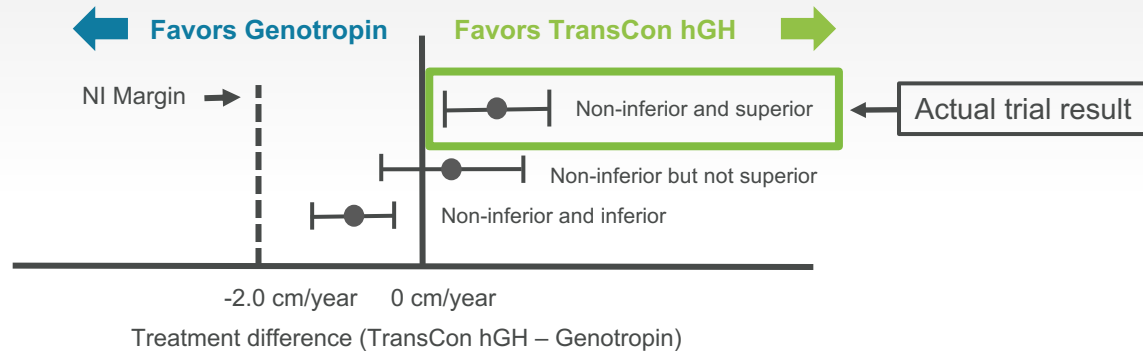 Favors Genotropin
Favors TransCon hGH
NI Margin
Non-inferior and superior
Actual trial result
Non-inferior but not superior
Non-inferior and inferior
-2.0 cm/year
0 cm/year
Treatment difference (TransCon hGH – Genotropin)